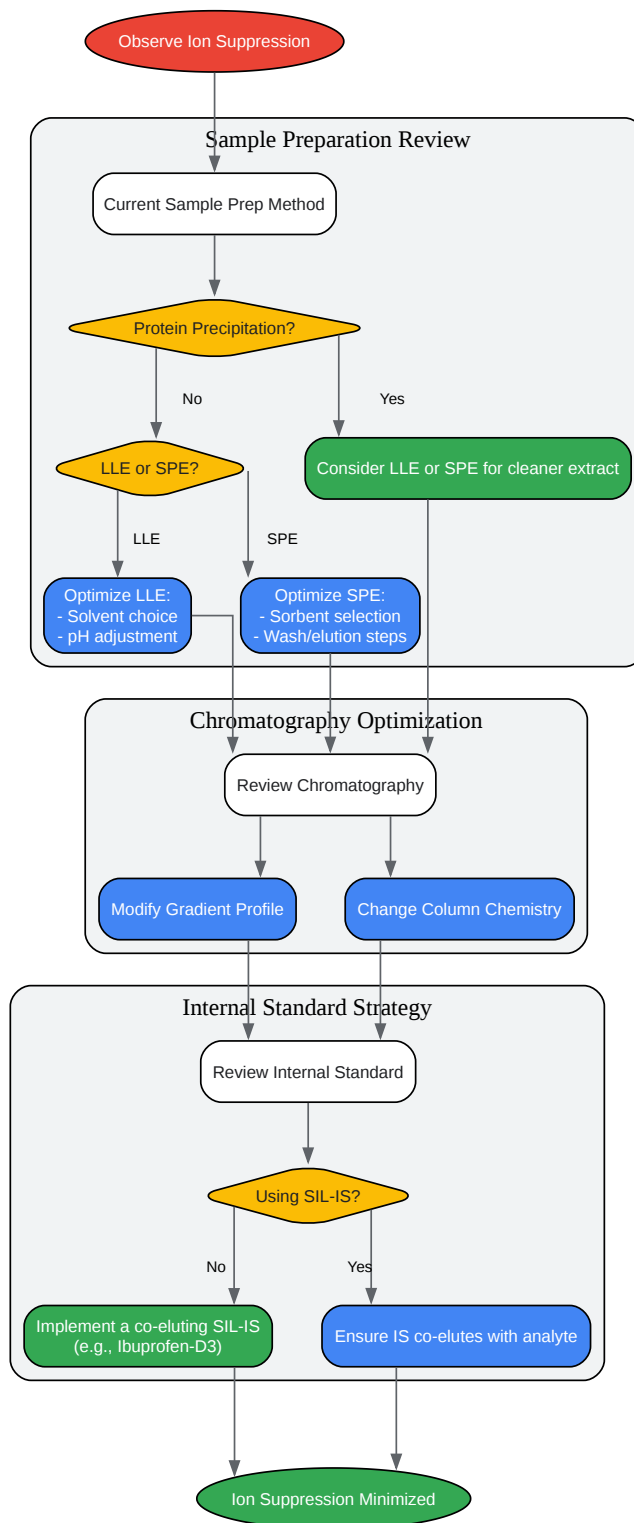 Observe Ion Suppression
Sample Preparation Review
Current Sample Prep Method
Protein Precipitation?
No
Yes
LLE or SPE?
Consider LLE or SPE for cleaner extract
LLE
SPE
Optimize LLE:
- Solvent choice
- pH adjustment
Optimize SPE:
- Sorbent selection
- Wash/elution steps
Chromatography Optimization
Review Chromatography
Modify Gradient Profile
Change Column Chemistry
Internal Standard Strategy
Review Internal Standard
Using SIL-IS?
No
Yes
Implement a co-eluting SIL-IS
(e.g., Ibuprofen-D3)
Ensure IS co-elutes with analyte
Ion Suppression Minimized